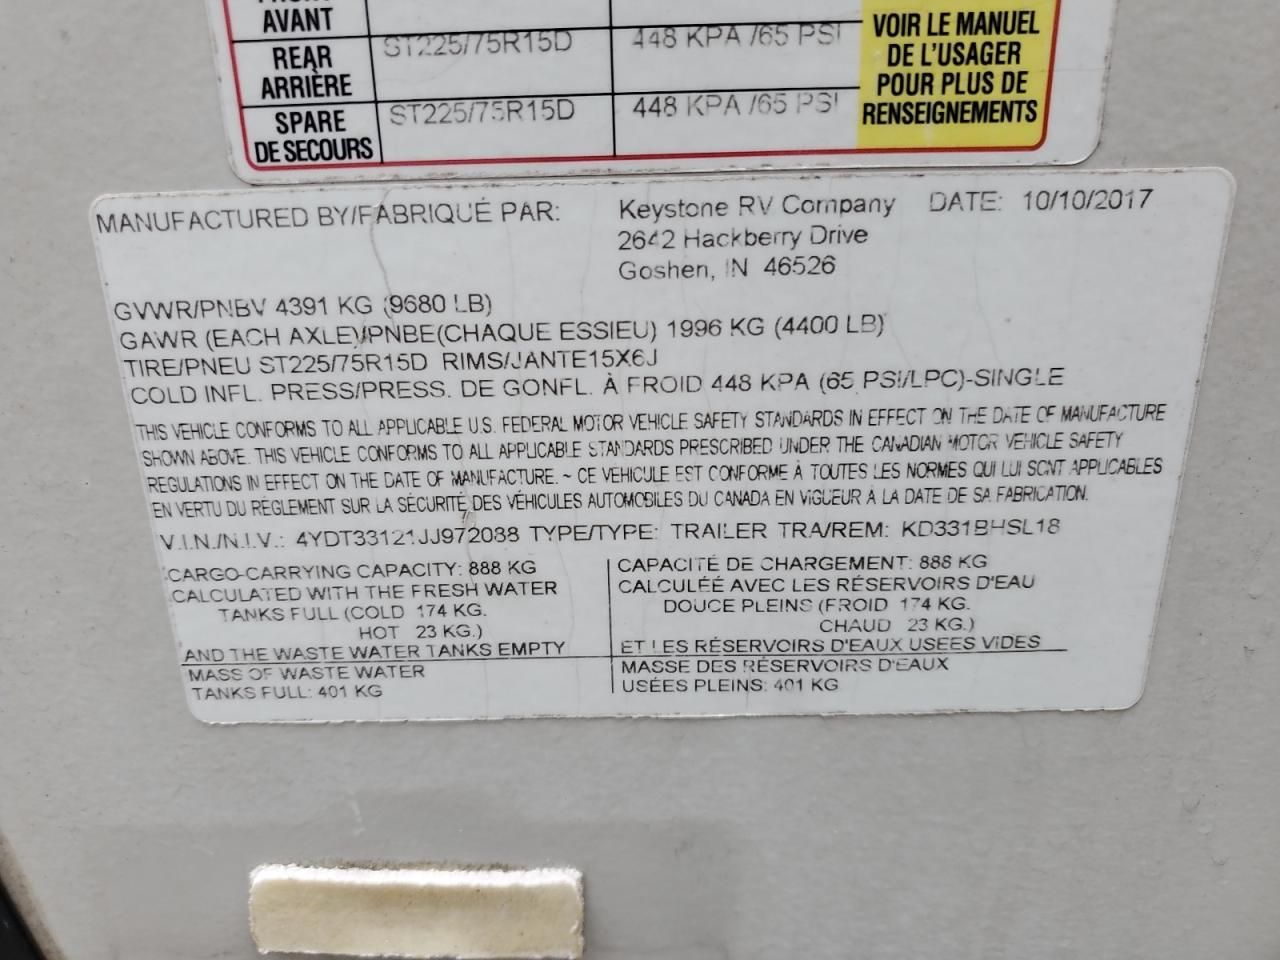 AVANT
REAR ARRIÈRE ST225/75R15D 448 KPA /65 PSI
SPARE DE SECOURS ST225/75R15D 448 KPA /65 PSI
VOIR LE MANUEL
DE L'USAGER
POUR PLUS DE
RENSEIGNEMENTS
MANUFACTURED BY/FABRIQUÉ PAR: Keystone RV Company DATE: 10/10/2017
2642 Hackberry Drive
Goshen, IN 46526
GVWR/PNBV 4391 KG (9680 LB)
GAWR (EACH AXLE)/PNBE(CHAQUE ESSIEU) 1996 KG (4400 LB)
TIRE/PNEU ST225/75R15D RIMS/JANTE15X6J
COLD INFL. PRESS/PRESS. DE GONFL. À FROID 448 KPA (65 PSI/LPC)-SINGLE
THIS VEHICLE CONFORMS TO ALL APPLICABLE U.S. FEDERAL MOTOR VEHICLE SAFETY STANDARDS IN EFFECT ON THE DATE OF MANUFACTURE
SHOWN ABOVE. THIS VEHICLE CONFORMS TO ALL APPLICABLE STANDARDS PRESCRIBED UNDER THE CANADIAN MOTOR VEHICLE SAFETY
REGULATIONS IN EFFECT ON THE DATE OF MANUFACTURE. ~ CE VEHICULE EST CONFORME À TOUTES LES NORMES QUI LUI SONT APPLICABLES
EN VERTU DU RÉGLEMENT SUR LA SÉCURITÉ DES VÉHICULES AUTOMOBILES DU CANADA EN VIGUEUR À LA DATE DE SA FABRICATION.
V.I.N./N.I.V.: 4YDT33121JJ972088 TYPE/TYPE: TRAILER TRA/REM: KD331BHSL18
CARGO-CARRYING CAPACITY: 888 KG
CALCULATED WITH THE FRESH WATER
TANKS FULL (COLD 174 KG.
HOT 23 KG.)
AND THE WASTE WATER TANKS EMPTY
MASS OF WASTE WATER
TANKS FULL: 401 KG
CAPACITÉ DE CHARGEMENT: 888 KG
CALCULÉE AVEC LES RÉSERVOIRS D'EAU
DOUCE PLEINS (FROID 174 KG.
CHAUD 23 KG.)
ET LES RÉSERVOIRS D'EAUX USEES VIDES
MASSE DES RÉSERVOIRS D'EAUX
USÉES PLEINS: 401 KG